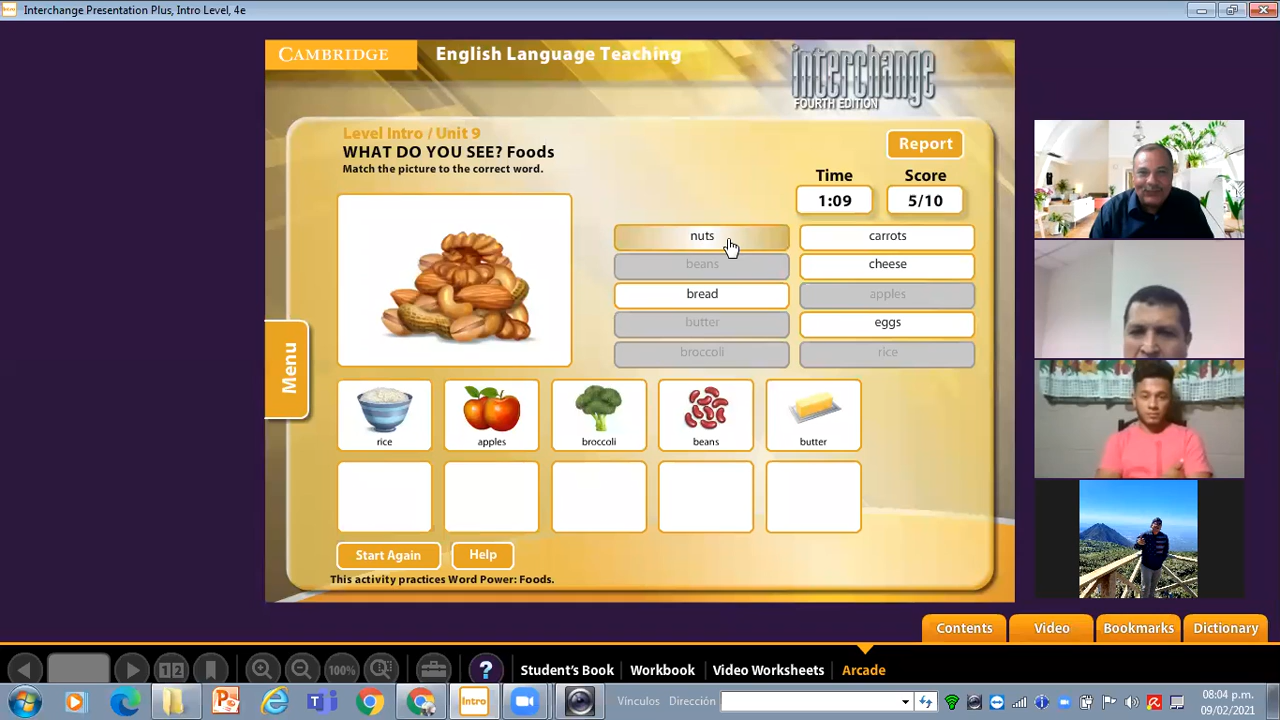 Interchange Presentation Plus, Intro Level, 4e
CAMBRIDGE
English Language Teaching
interchange
FOURTH EDITION
Level Intro / Unit 9
WHAT DO YOU SEE? Foods
Match the picture to the correct word.
Report
Time
Score
1:09
5/10
nuts
carrots
beans
cheese
bread
apples
butter
eggs
broccoli
rice
Menu
rice
apples
broccoli
beans
butter
Start Again
Help
This activity practices Word Power: Foods.
Contents
Video
Bookmarks
Dictionary
12
100%
?
Student's Book
Workbook
Video Worksheets
Arcade
Intro
Vínculos
Dirección
08:04 p.m.
09/02/2021